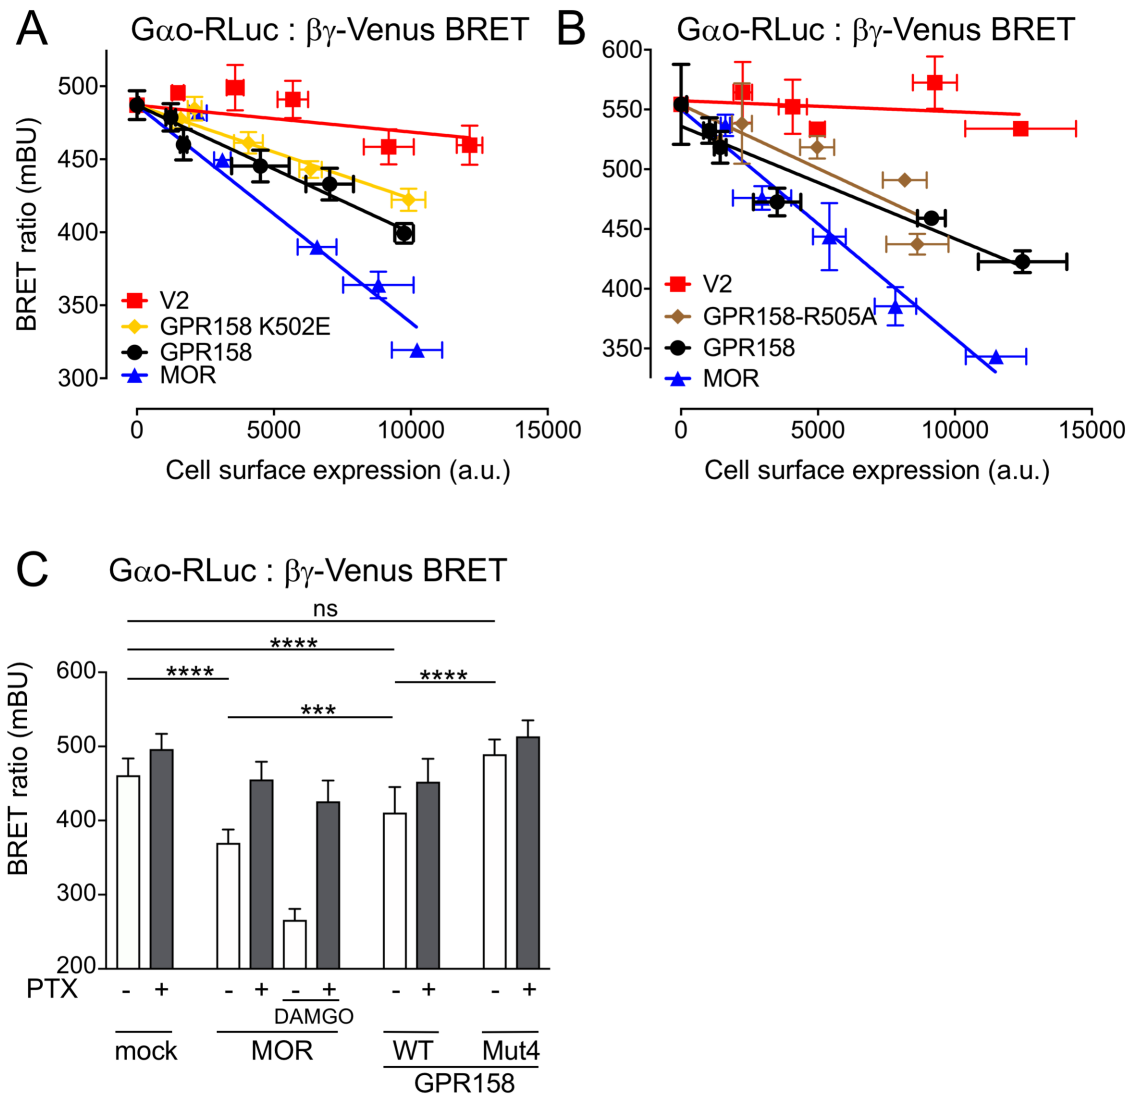 A
Gαo-RLuc : βγ-Venus BRET
BRET ratio (mBU)
500
450
400
350
300
V2
GPR158 K502E
GPR158
MOR
0 5000 10000 15000
Cell surface expression (a.u.)
B
Gαo-RLuc : βγ-Venus BRET
600
550
500
450
400
350
V2
GPR158-R505A
GPR158
MOR
0 5000 10000 15000
Cell surface expression (a.u.)
C
Gαo-RLuc : βγ-Venus BRET
ns
****
**** ****
***
BRET ratio (mBU)
600
500
400
300
200
PTX - + - + - + - + - +
DAMGO
mock MOR WT Mut4
GPR158